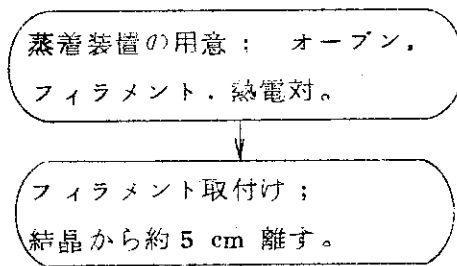 蒸着装置の用意； オーブン，
フィラメント．熱電対。
フィラメント取付け；
結晶から約5 cm 離す。